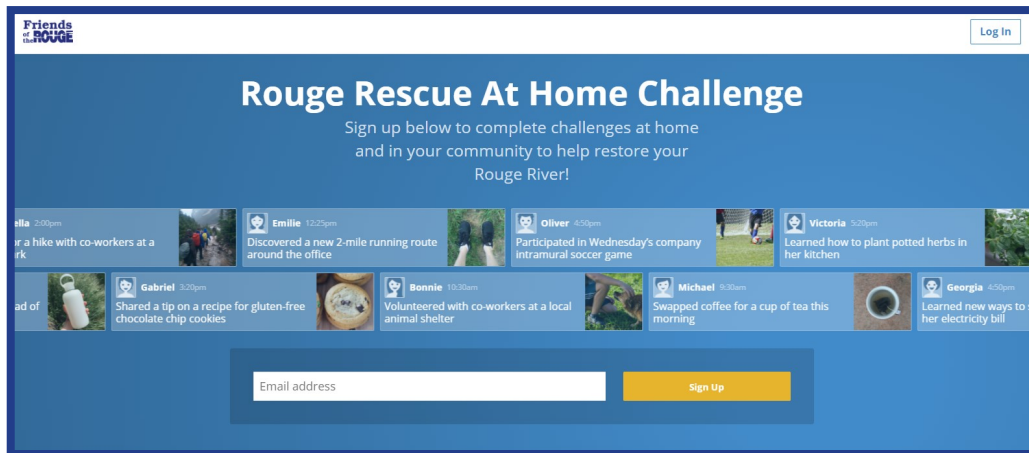 Friends
of the ROUGE
Log In
Rouge Rescue At Home Challenge
Sign up below to complete challenges at home
and in your community to help restore your
Rouge River!
ella 2:00pm
r a hike with co-workers at a
rk
Emilie 12:25pm
Discovered a new 2-mile running route
around the office
Oliver 4:50pm
Participated in Wednesday's company
intramural soccer game
Victoria 5:20pm
Learned how to plant potted herbs in
her kitchen
ad of
Gabriel 3:20pm
Shared a tip on a recipe for gluten-free
chocolate chip cookies
Bonnie 10:30am
Volunteered with co-workers at a local
animal shelter
Michael 9:30am
Swapped coffee for a cup of tea this
morning
Georgia 4:50pm
Learned new ways to
her electricity bill
Email address
Sign Up